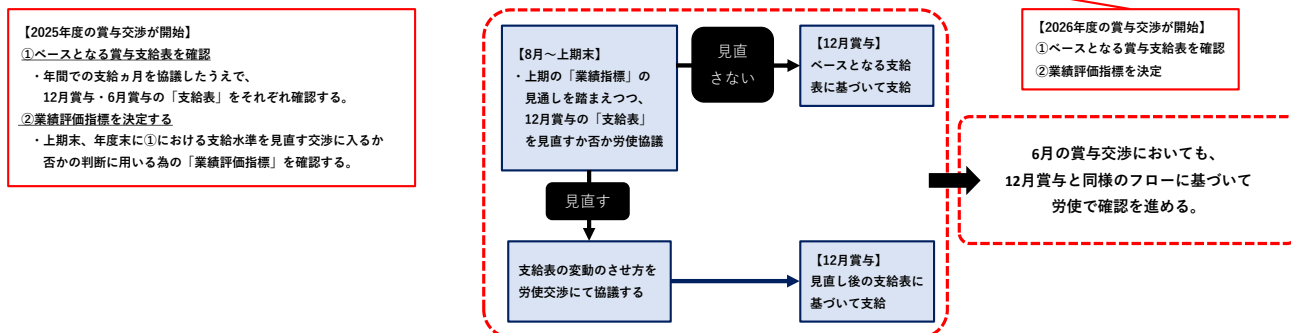 【2025年度の賞与交渉が開始】
①ベースとなる賞与支給表を確認
・年間での支給ヵ月を協議したうえで、
12月賞与・6月賞与の「支給表」をそれぞれ確認する。
②業績評価指標を決定する
・上期末、年度末に①における支給水準を見直す交渉に入るか
否かの判断に用いる為の「業績評価指標」を確認する。
【8月～上期末】
・上期の「業績指標」の
見通しを踏まえつつ、
12月賞与の「支給表」
を見直すか否か労使協議
見直
さない
【12月賞与】
ベースとなる支給
表に基づいて支給
見直す
支給表の変動のさせ方を
労使交渉にて協議する
【12月賞与】
見直し後の支給表に
基づいて支給
【2026年度の賞与交渉が開始】
①ベースとなる賞与支給表を確認
②業績評価指標を決定
6月の賞与交渉においても、
12月賞与と同様のフローに基づいて
労使で確認を進める。